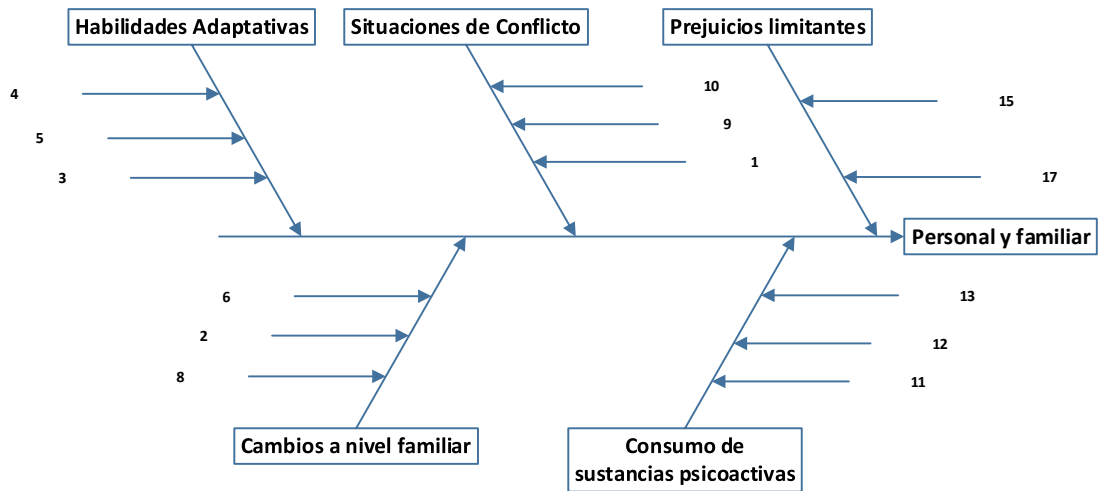 Habilidades Adaptativas
Situaciones de Conflicto
Prejuicios limitantes
4
5
3
10
9
1
15
17
Personal y familiar
6
2
8
13
12
11
Cambios a nivel familiar
Consumo de
sustancias psicoactivas